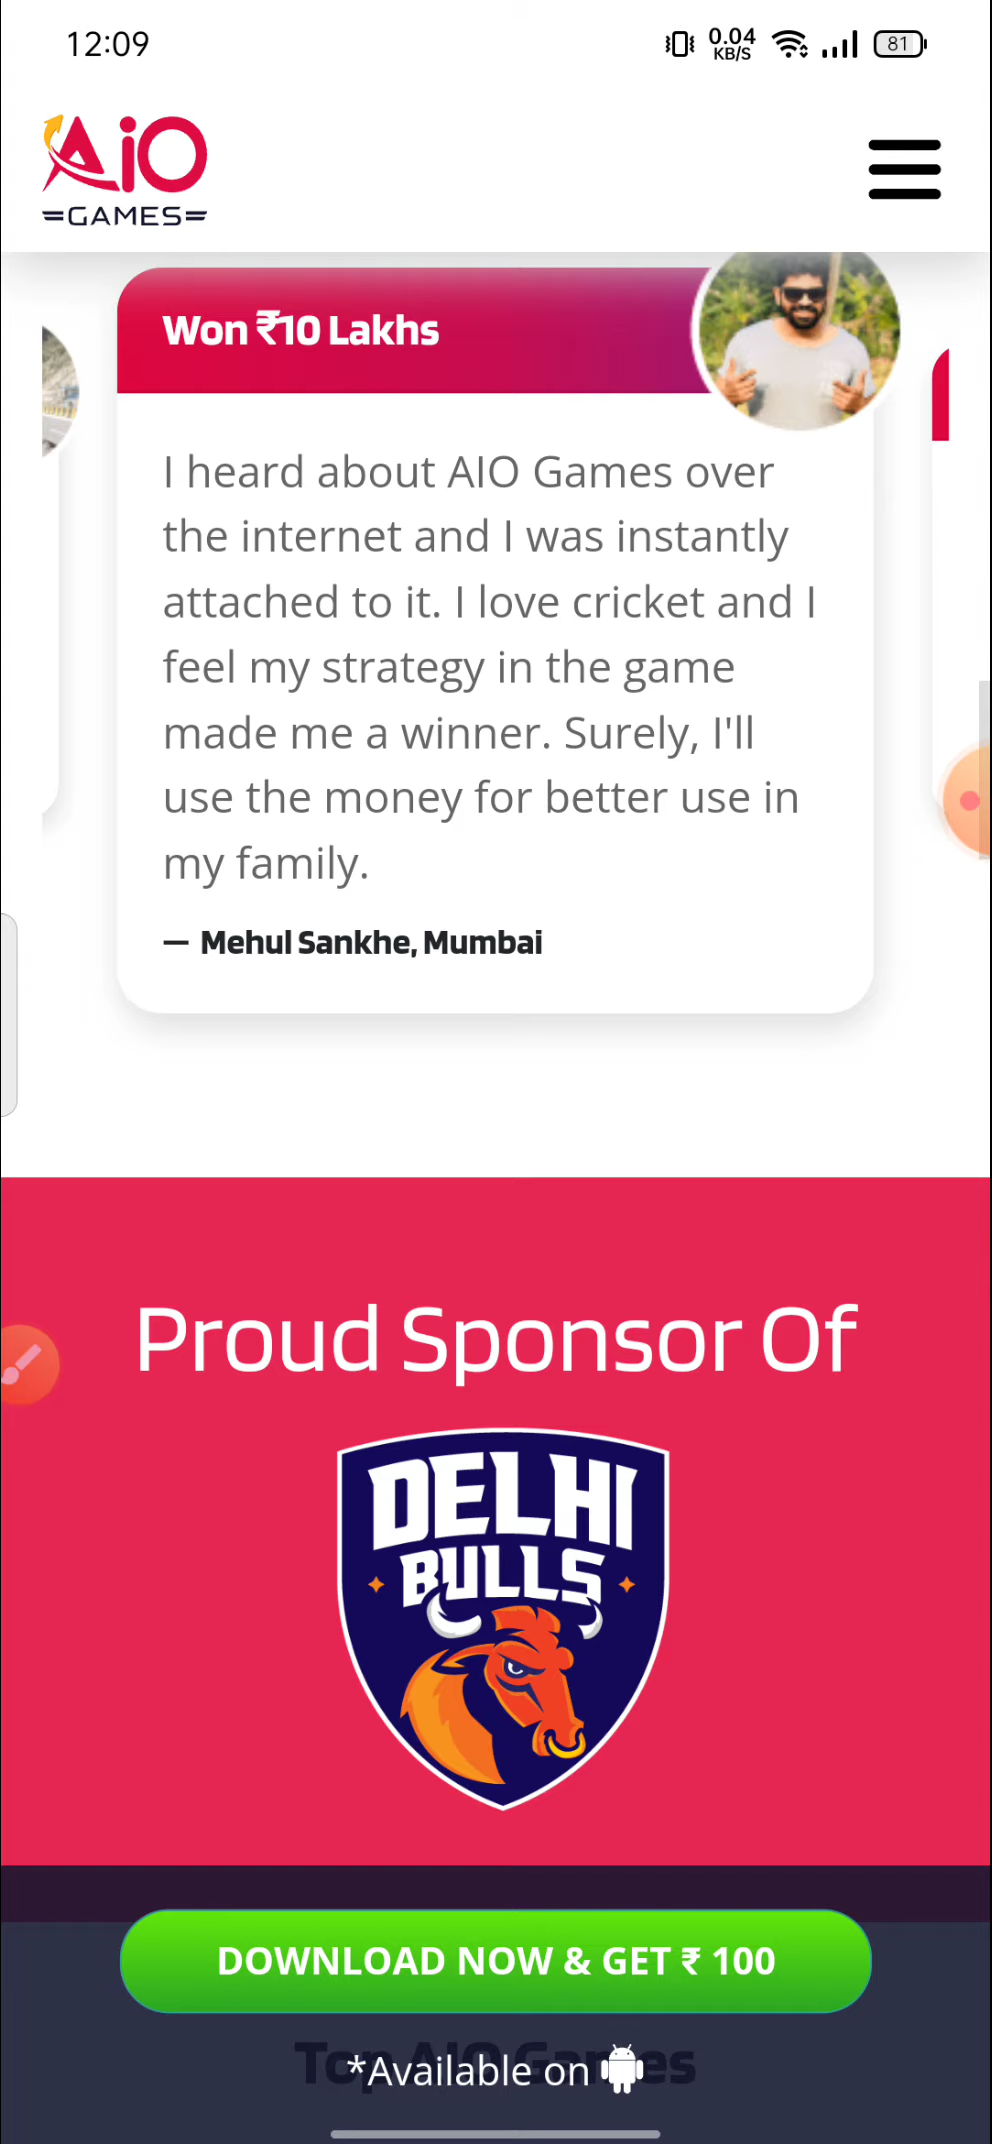 12:09
0.04
KB/S
81
AiO
GAMES
Won ₹10 Lakhs
I heard about AIO Games over
the internet and I was instantly
attached to it. I love cricket and I
feel my strategy in the game
made me a winner. Surely, I'll
use the money for better use in
my family.
— Mehul Sankhe, Mumbai
Proud Sponsor Of
DELHI
BULLS
DOWNLOAD NOW & GET ₹ 100
Top AIO Games
*Available on